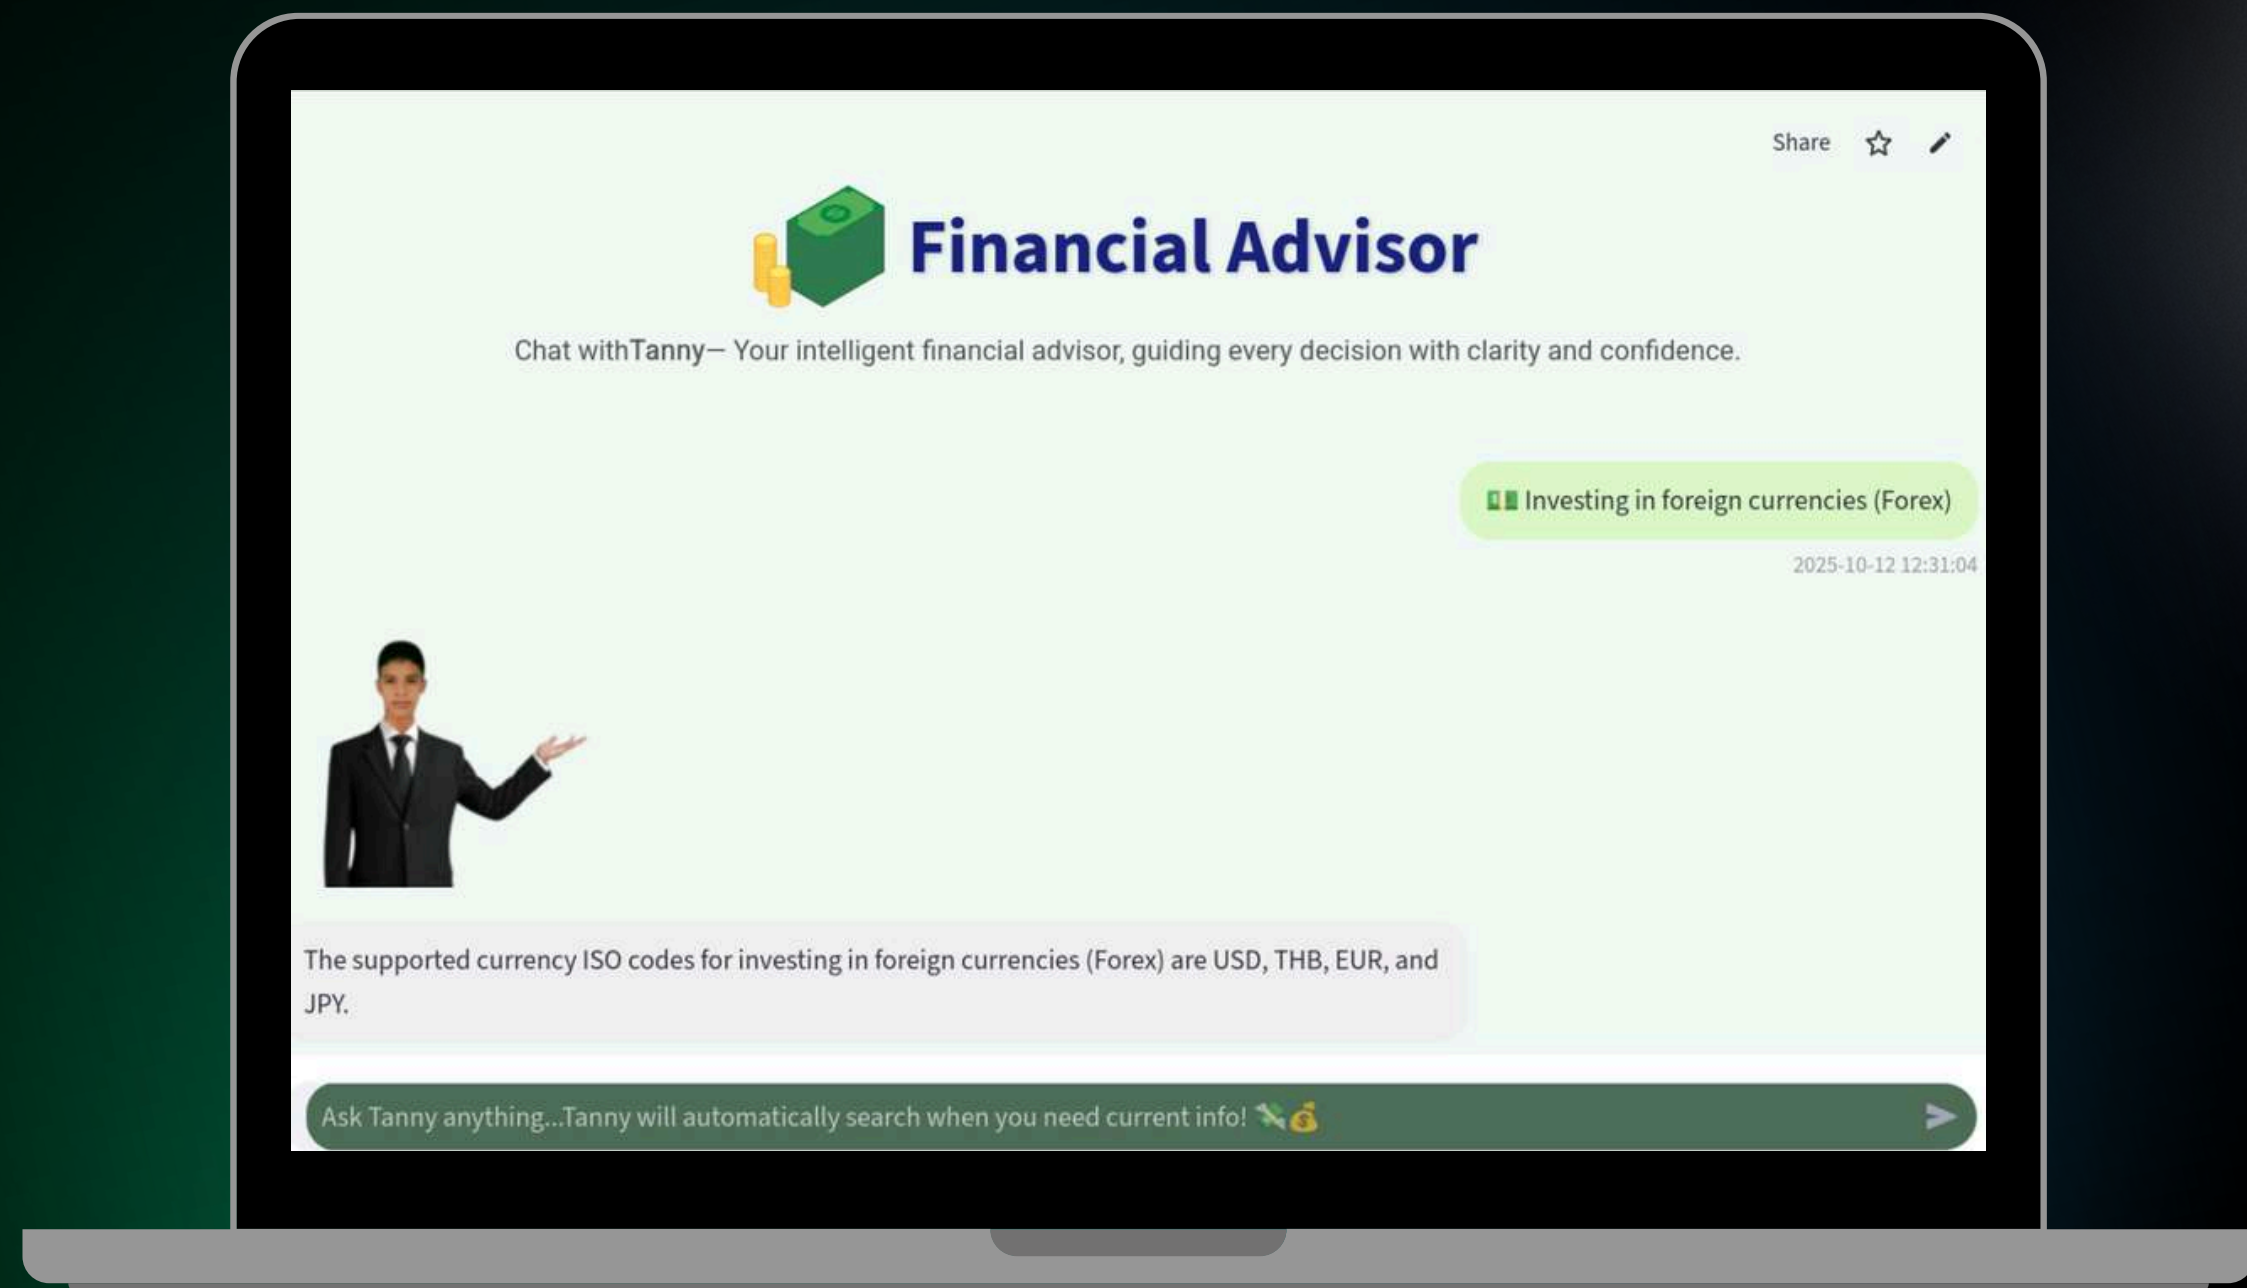 Share
Financial Advisor
Chat withTanny— Your intelligent financial advisor, guiding every decision with clarity and confidence.
💵 Investing in foreign currencies (Forex)
2025-10-12 12:31:04
The supported currency ISO codes for investing in foreign currencies (Forex) are USD, THB, EUR, and
JPY.
Ask Tanny anything...Tanny will automatically search when you need current info! 💸💰